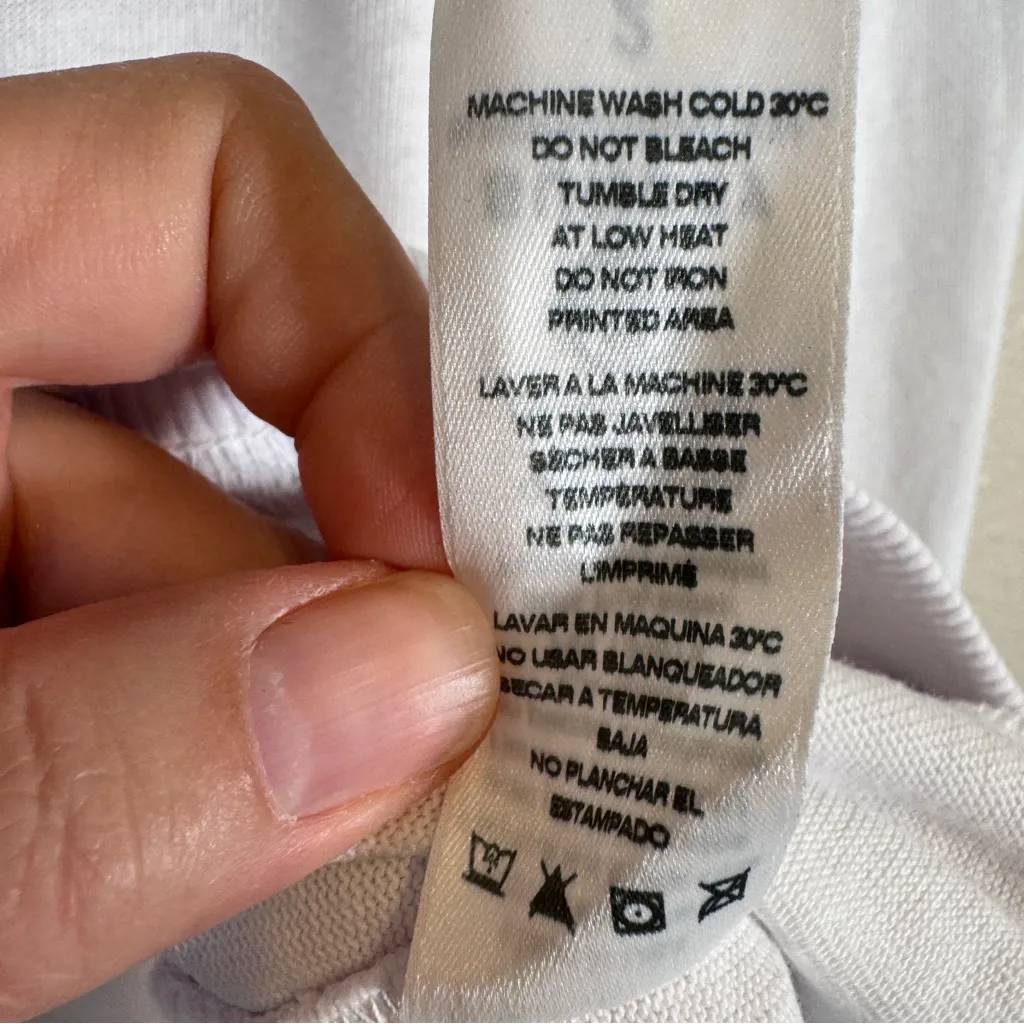 MACHINE WASH COLD 30°C
DO NOT BLEACH
TUMBLE DRY
AT LOW HEAT
DO NOT IRON
PRINTED AREA
LAVER A LA MACHINE 30°C
NE PAS JAVELLISER
SECHER A BASSE
TEMPERATURE
NE PAS REPASSER
L'IMPRIMÉ
LAVAR EN MAQUINA 30°C
NO USAR BLANQUEADOR
SECAR A TEMPERATURA
BAJA
NO PLANCHAR EL
ESTAMPADO